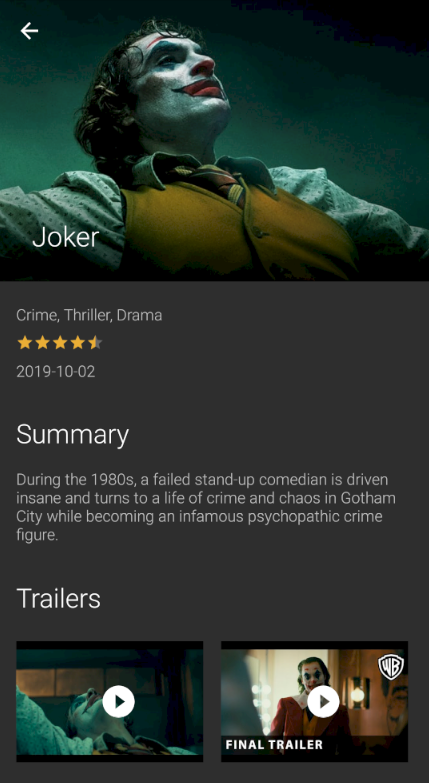 Joker
Crime, Thriller, Drama
2019-10-02
Summary
During the 1980s, a failed stand-up comedian is driven
insane and turns to a life of crime and chaos in Gotham
City while becoming an infamous psychopathic crime
figure.
Trailers
WB
FINAL TRAILER